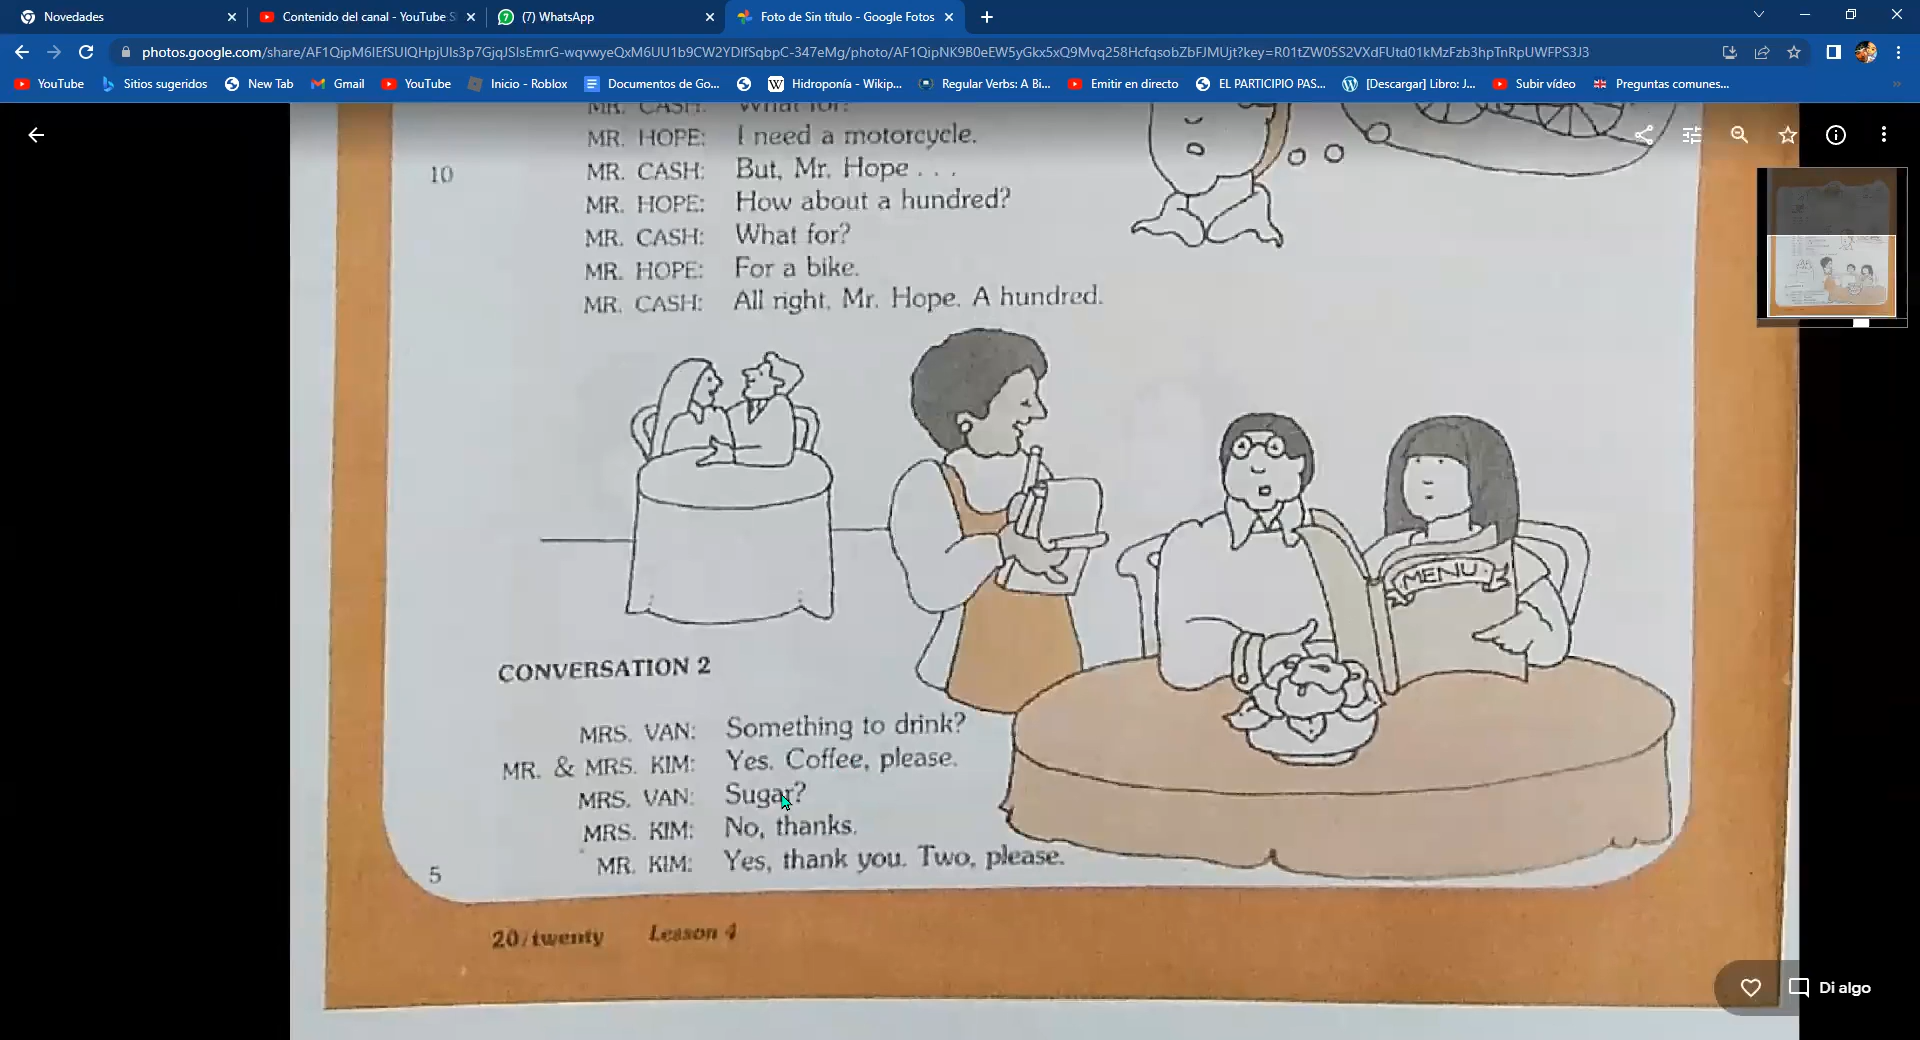 Novedades
Contenido del canal - YouTube S
(7) WhatsApp
Foto de Sin título - Google Fotos
photos.google.com/share/AF1QipM6lEfSUlQHpjUls3p7GjqJSlsEmrG-wqvwyeQxM6UU1b9CW2YDlfSqbpC-347eMg/photo/AF1QipNK9B0eEW5yGkx5xQ9Mvq258HcfqsobZbFJMUjt?key=R01tZW05S2VXdFUtd01kMzFzb3hpTnRpUWFPS3J3
YouTube
Sitios sugeridos
New Tab
Gmail
YouTube
Inicio - Roblox
Documentos de Go...
Hidroponía - Wikip...
Regular Verbs: A Bi...
Emitir en directo
EL PARTICIPIO PAS...
[Descargar] Libro: J...
Subir vídeo
Preguntas comunes...
MR. CASH: What for?
MR. HOPE: I need a motorcycle.
10 MR. CASH: But, Mr. Hope . . .
MR. HOPE: How about a hundred?
MR. CASH: What for?
MR. HOPE: For a bike.
MR. CASH: All right, Mr. Hope. A hundred.
MENU
CONVERSATION 2
MRS. VAN: Something to drink?
MR. & MRS. KIM: Yes. Coffee, please.
MRS. VAN: Sugar?
MRS. KIM: No, thanks.
5 MR. KIM: Yes, thank you. Two, please.
20/twenty Lesson 4
Di algo